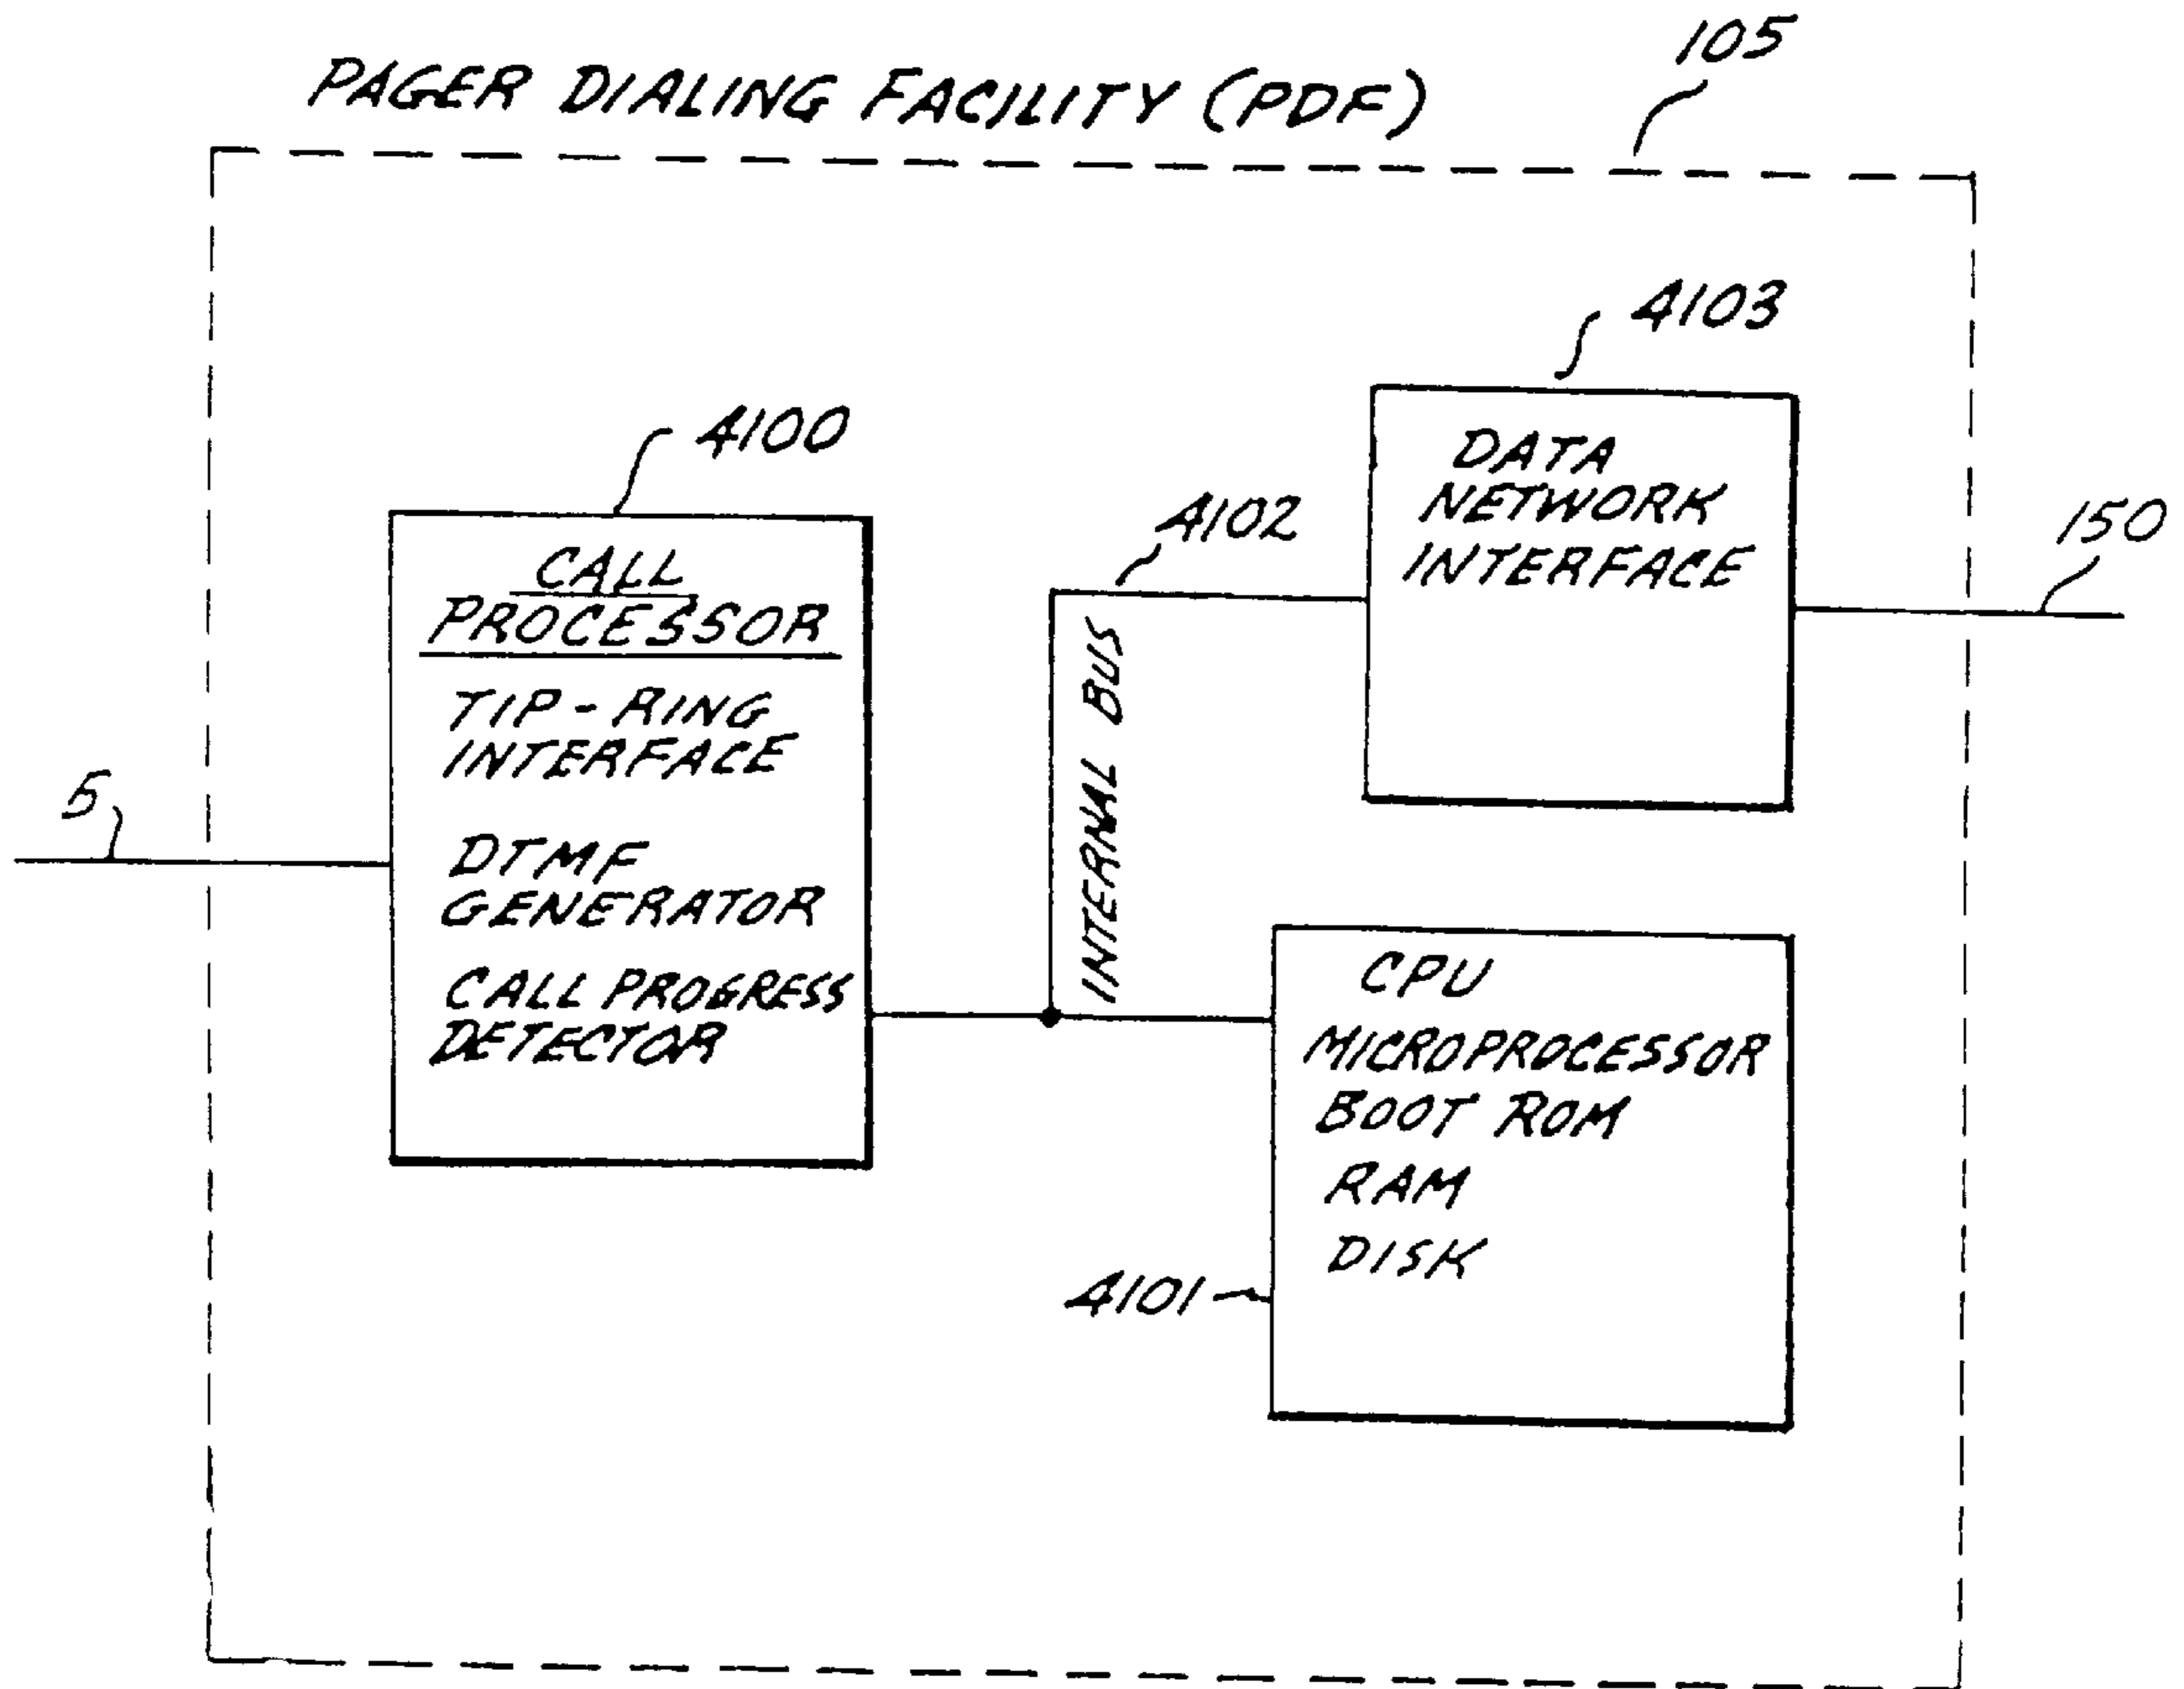 105
PAGER DIALING FACILITY (PDF)
4103
4100
DATA
NETWORK
INTERFACE
4102
150
CALL
PROCESSOR
TIP-RING
INTERFACE
INTERNAL BUS
5
DTMF
GENERATOR
CALL PROGRESS
DETECTOR
CPU
MICROPROCESSOR
BOOT ROM
RAM
DISK
4101